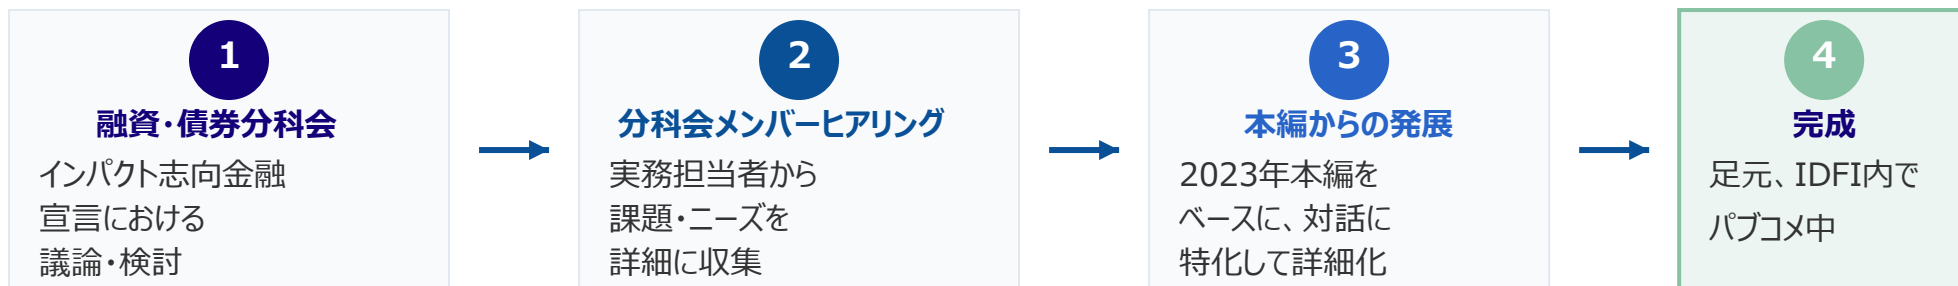 1
融資・債券分科会
インパクト志向金融
宣言における
議論・検討
2
分科会メンバーヒアリング
実務担当者から
課題・ニーズを
詳細に収集
3
本編からの発展
2023年本編を
ベースに、対話に
特化して詳細化
4
完成
足元、IDFI内で
パブコメ中